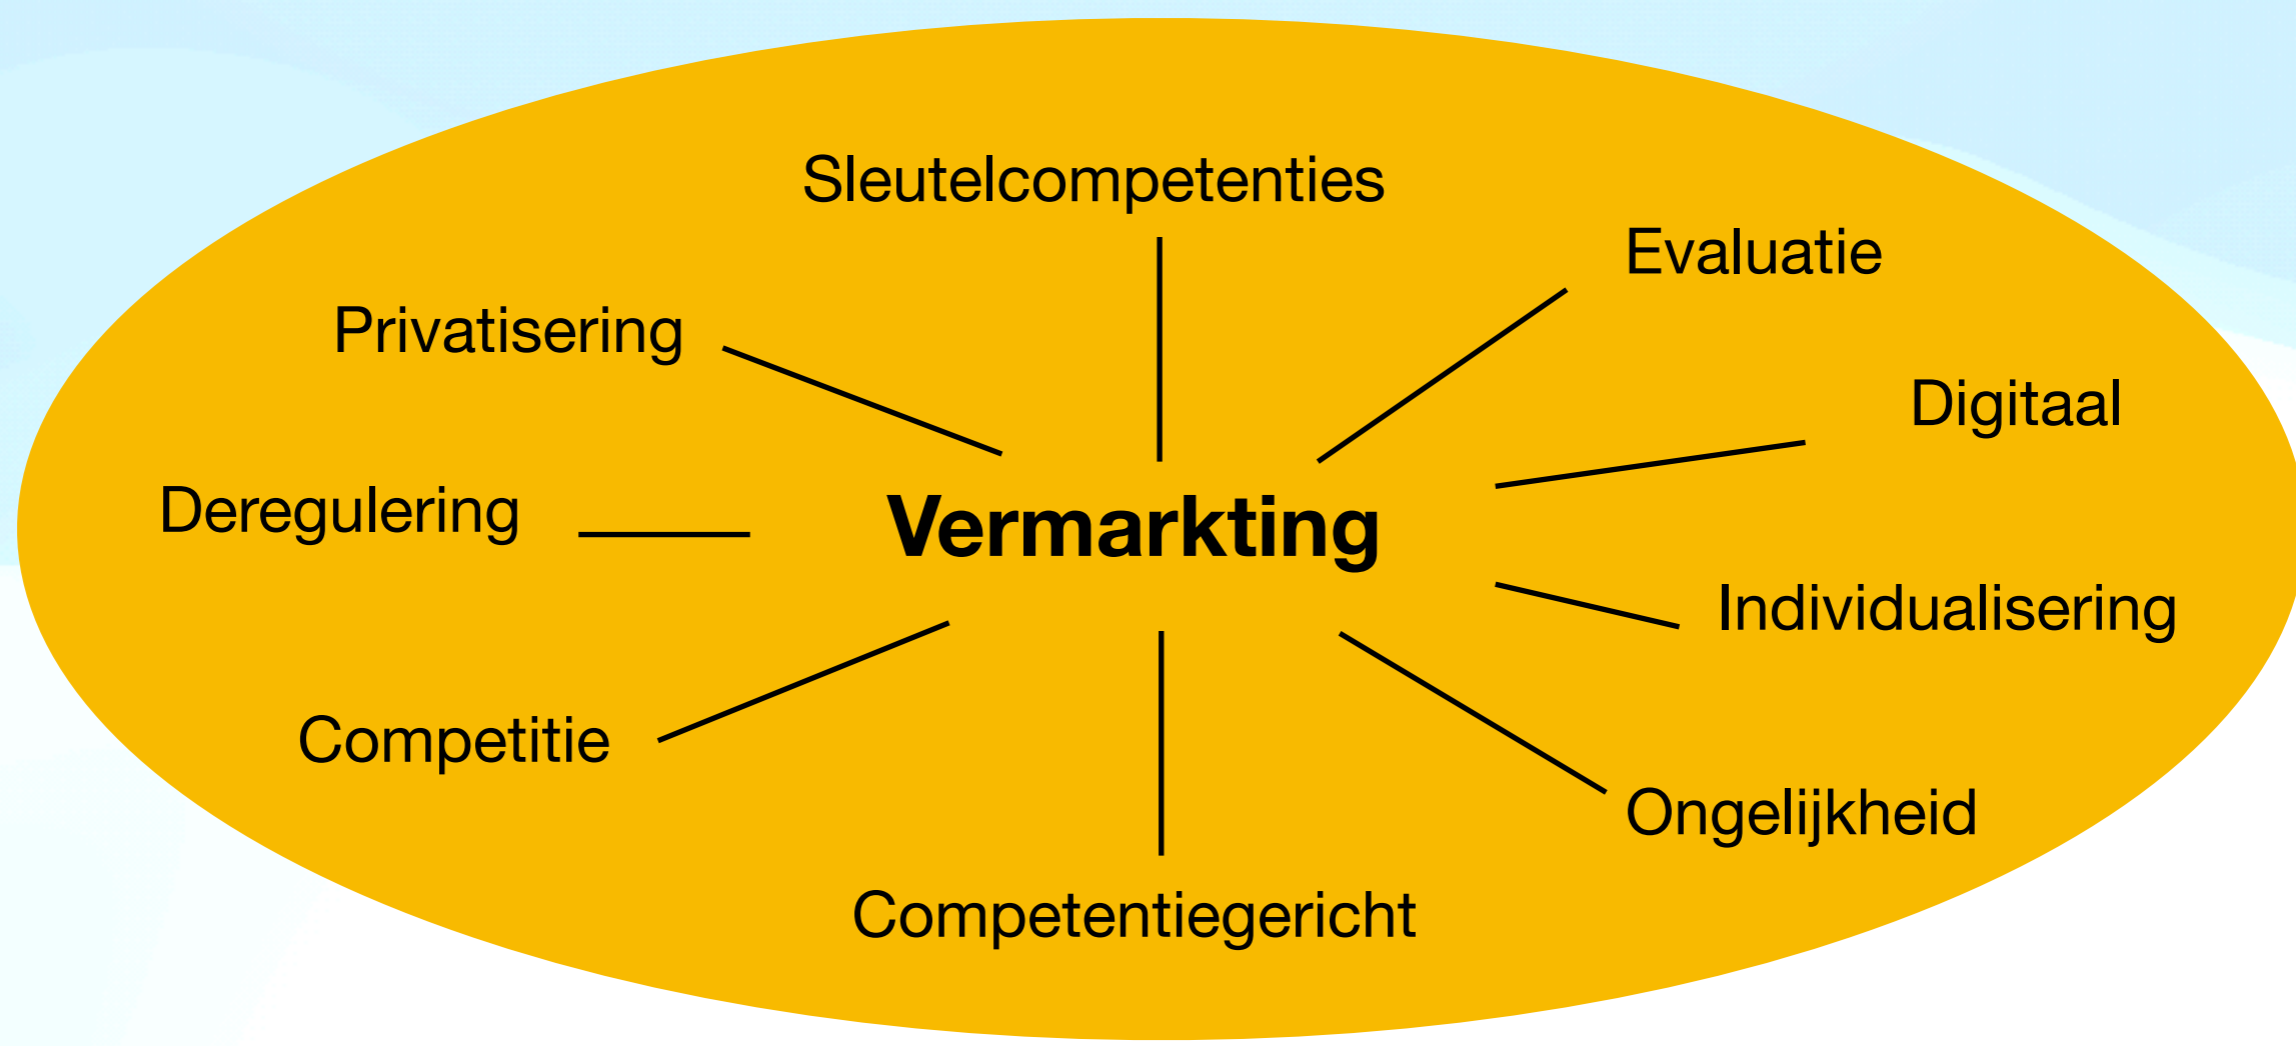 Sleutelcompetenties
Evaluatie
Privatisering
Digitaal
Deregulering
Vermarkting
Individualisering
Competitie
Ongelijkheid
Competentiegericht